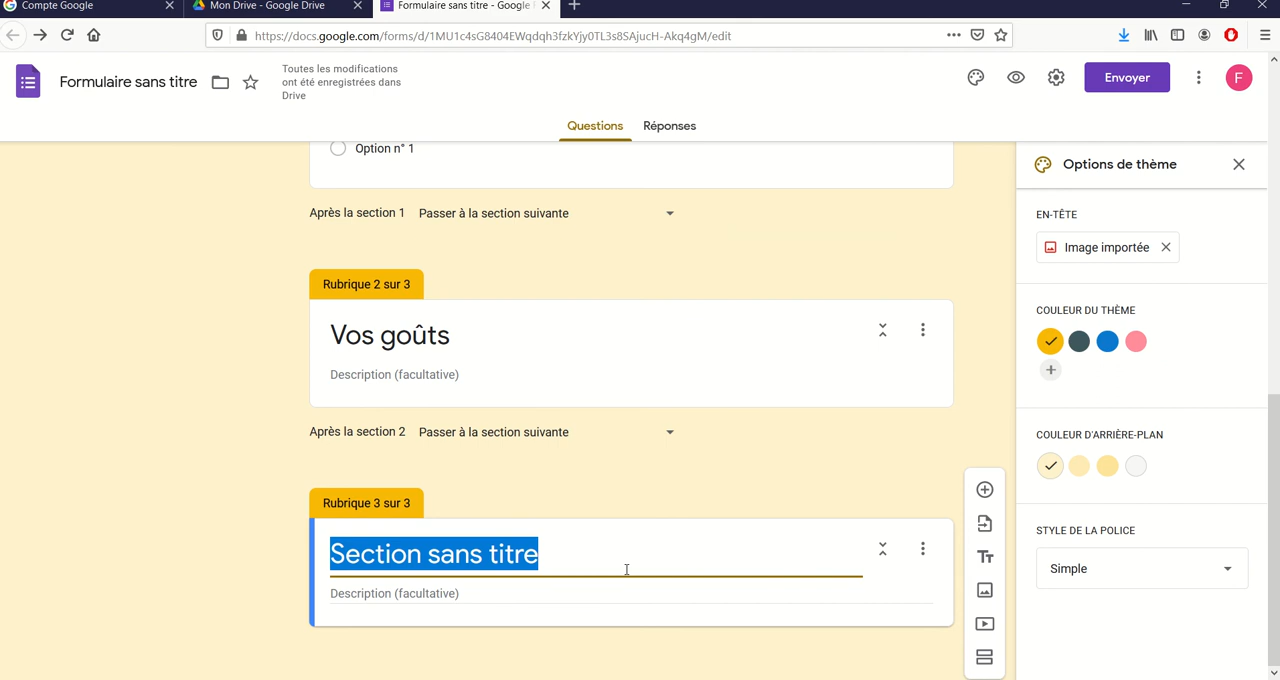 Compte Google
Mon Drive - Google Drive
Formulaire sans titre - Google F
https://docs.google.com/forms/d/1MU1c4sG8404EWqdqh3fzkYjy0TL3s8SAjucH-Akq4gM/edit
Formulaire sans titre
Toutes les modifications
ont été enregistrées dans
Drive
Envoyer
F
Questions
Réponses
Option n° 1
Après la section 1
Passer à la section suivante
Rubrique 2 sur 3
Vos goûts
Description (facultative)
Après la section 2
Passer à la section suivante
Rubrique 3 sur 3
Section sans titre
Description (facultative)
Tт
Options de thème
EN-TÊTE
Image importée
COULEUR DU THÈME
COULEUR D'ARRIÈRE-PLAN
STYLE DE LA POLICE
Simple